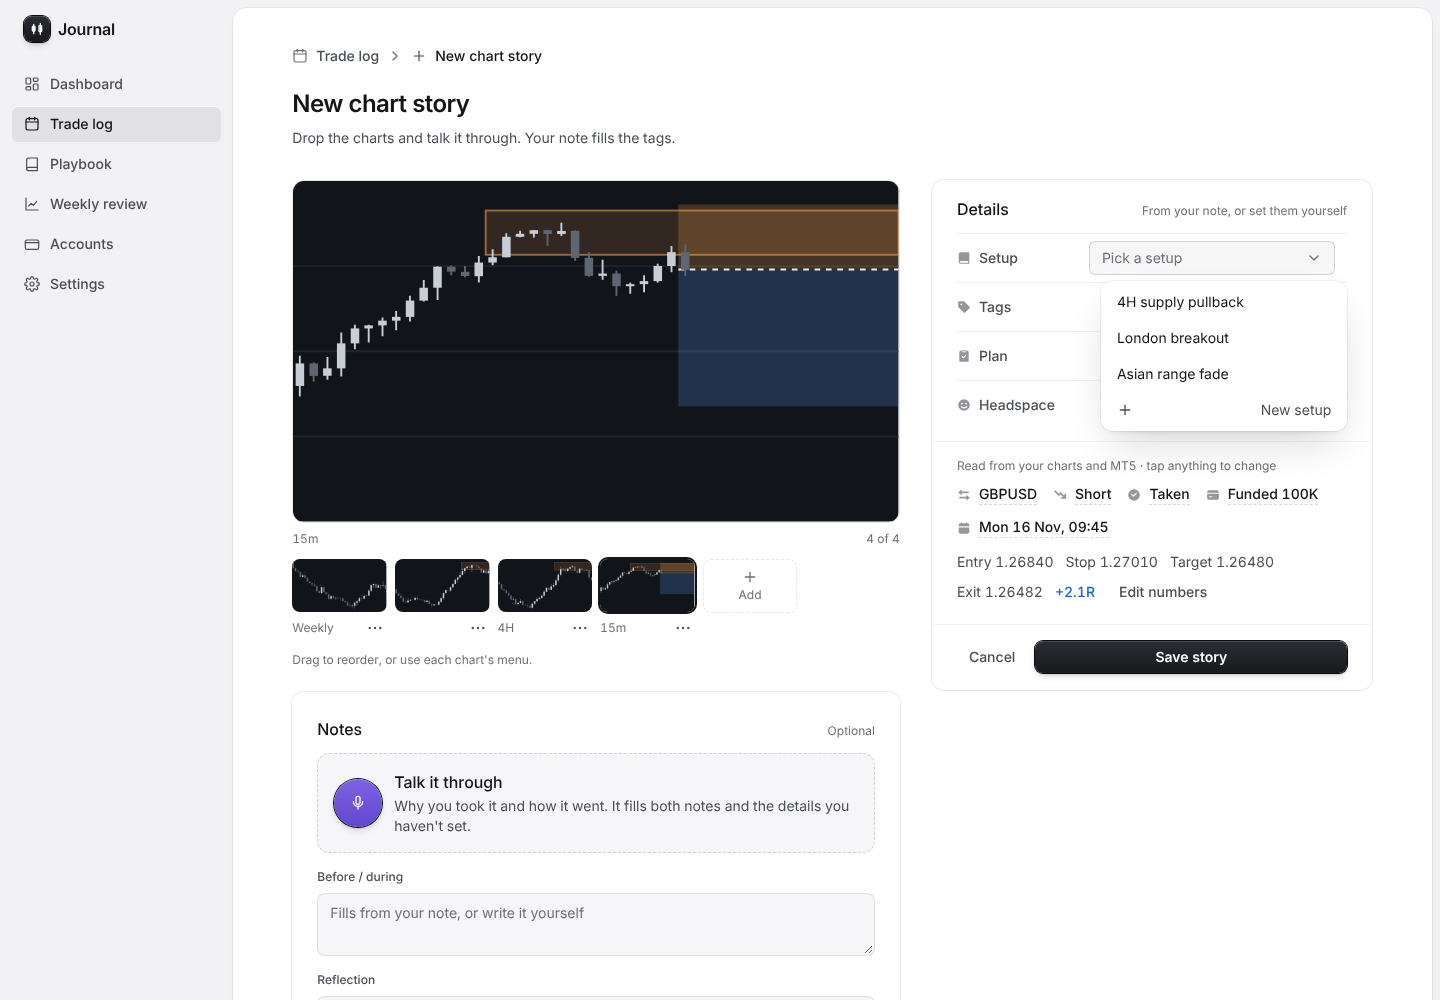 Journal
Dashboard
Trade log
Playbook
Weekly review
Accounts
Settings
Trade log
New chart story
New chart story
Drop the charts and talk it through. Your note fills the tags.
15m
4 of 4
Add
Weekly
4H
15m
Drag to reorder, or use each chart's menu.
Notes
Optional
Talk it through
Why you took it and how it went. It fills both notes and the details you
haven't set.
Before / during
Fills from your note, or write it yourself
Reflection
Details
From your note, or set them yourself
Setup
Pick a setup
4H supply pullback
London breakout
Asian range fade
New setup
Tags
Plan
Headspace
Read from your charts and MT5 · tap anything to change
GBPUSD Short Taken Funded 100K
Mon 16 Nov, 09:45
Entry 1.26840 Stop 1.27010 Target 1.26480
Exit 1.26482 +2.1R Edit numbers
Cancel
Save story